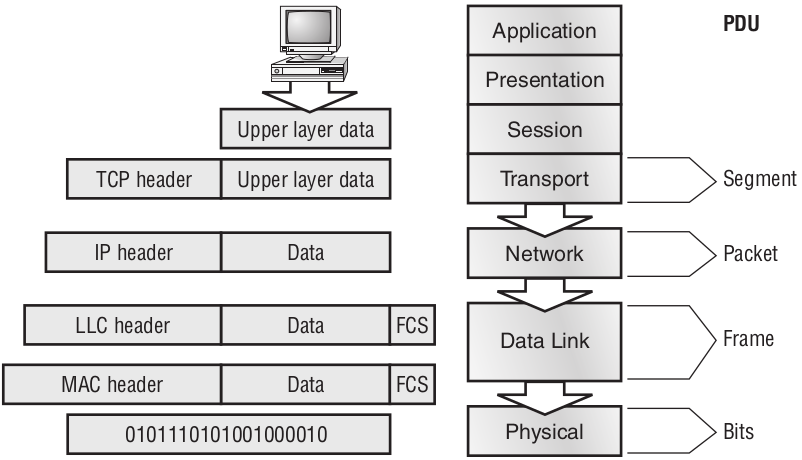 Application
PDU
Presentation
Upper layer data
Session
TCP header Upper layer data
Transport
Segment
IP header Data
Network
Packet
LLC header Data FCS
Data Link
Frame
MAC header Data FCS
0101110101001000010
Physical
Bits